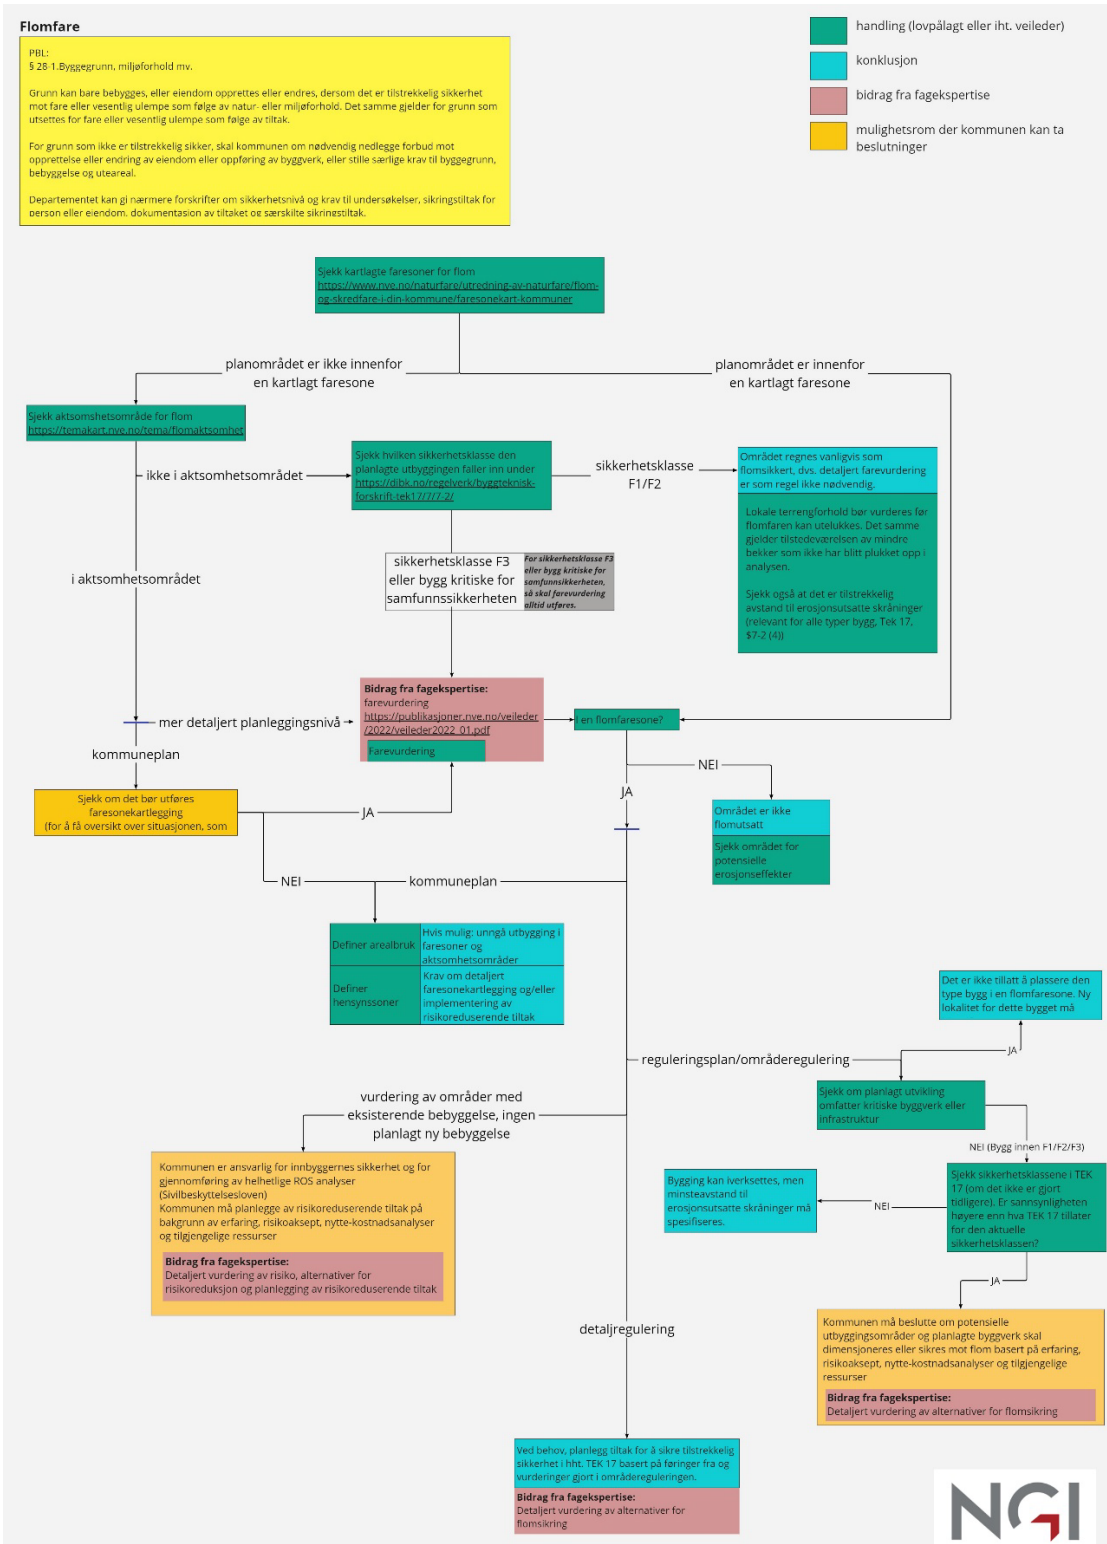 Flomfare
PBL:
§ 28-1.Byggegrunn, miljøforhold mv.
Grunn kan bare bebygges, eller eiendom opprettes eller endres, dersom det er tilstrekkelig sikkerhet
mot fare eller vesentlig ulempe som følge av natur- eller miljøforhold. Det samme gjelder for grunn som
utsettes for fare eller vesentlig ulempe som følge av tiltak.
For grunn som ikke er tilstrekkelig sikker, skal kommunen om nødvendig nedlegge forbud mot
opprettelse eller endring av eiendom eller oppføring av byggverk, eller stille særlige krav til byggegrunn,
bebyggelse og uteareal.
Departementet kan gi nærmere forskrifter om sikkerhetsnivå og krav til undersøkelser, sikringstiltak for
person eller eiendom, dokumentasjon av tiltaket og særskilte sikringstiltak.
handling (lovpålagt eller iht. veileder)
konklusjon
bidrag fra fagekspertise
mulighetsrom der kommunen kan ta
beslutninger
Sjekk kartlagte faresoner for flom
https://www.nve.no/naturfare/utredning-av-naturfare/flom-
og-skredfare-i-din-kommune/faresonekart-kommuner
planområdet er ikke innenfor
en kartlagt faresone
planområdet er innenfor
en kartlagt faresone
Sjekk aktsomshetsområde for flom
https://temakart.nve.no/tema/flomaktsomhet
ikke i aktsomhetsområdet
Sjekk hvilken sikkerhetsklasse den
planlagte utbyggingen faller inn under
https://dibk.no/regelverk/byggteknisk-
forskrift-tek17/7/7-2/
sikkerhetsklasse
F1/F2
Området regnes vanligvis som
flomsikkert, dvs. detaljert farevurdering
er som regel ikke nødvendig.
Lokale terrengforhold bør vurderes før
flomfaren kan utelukkes. Det samme
gjelder tilstedeværelsen av mindre
bekker som ikke har blitt plukket opp i
analysen.
Sjekk også at det er tilstrekkelig
avstand til erosjonsutsatte skråninger
(relevant for alle typer bygg, Tek 17,
§7-2 (4))
i aktsomhetsområdet
sikkerhetsklasse F3
eller bygg kritiske for
samfunnssikkerheten
For sikkerhetsklasse F3
eller bygg kritiske for
samfunnsikkerheten,
så skal farevurdering
alltid utføres.
mer detaljert planleggingsnivå
Bidrag fra fagekspertise:
farevurdering
https://publikasjoner.nve.no/veileder
/2022/veileder2022_01.pdf
Farevurdering
I en flomfaresone?
kommuneplan
NEI
JA
Sjekk om det bør utføres
faresonekartlegging
(for å få oversikt over situasjonen, som
JA
Området er ikke
flomutsatt
Sjekk området for
potensielle
erosjonseffekter
NEI
kommuneplan
Definer arealbruk
Hvis mulig: unngå utbygging i
faresoner og
aktsomhetsområder
Definer
hensynssoner
Krav om detaljert
faresonekartlegging og/eller
implementering av
risikoreduserende tiltak
Det er ikke tillatt å plassere den
type bygg i en flomfaresone. Ny
lokalitet for dette bygget må
JA
reguleringsplan/områderegulering
Sjekk om planlagt utvikling
omfatter kritiske byggverk eller
infrastruktur
vurdering av områder med
eksisterende bebyggelse, ingen
planlagt ny bebyggelse
NEI (Bygg innen F1/F2/F3)
Kommunen er ansvarlig for innbyggernes sikkerhet og for
gjennomføring av helhetlige ROS analyser
(Sivilbeskyttelsesloven)
Kommunen må planlegge av risikoreduserende tiltak på
bakgrunn av erfaring, risikoaksept, nytte-kostnadsanalyser
og tilgjengelige ressurser
Bidrag fra fagekspertise:
Detaljert vurdering av risiko, alternativer for
risikoreduksjon og planlegging av risikoreduserende tiltak
Bygging kan iverksettes, men
minsteavstand til
erosjonsutsatte skråninger må
spesifiseres.
NEI
Sjekk sikkerhetsklassene i TEK
17 (om det ikke er gjort
tidligere). Er sannsynligheten
høyere enn hva TEK 17 tillater
for den aktuelle
sikkerhetsklassen?
JA
Kommunen må beslutte om potensielle
utbyggingsområder og planlagte byggverk skal
dimensjoneres eller sikres mot flom basert på erfaring,
risikoaksept, nytte-kostnadsanalyser og tilgjengelige
ressurser
Bidrag fra fagekspertise:
Detaljert vurdering av alternativer for flomsikring
detaljregulering
Ved behov, planlegg tiltak for å sikre tilstrekkelig
sikkerhet i hht. TEK 17 basert på føringer fra og
vurderinger gjort i områdereguleringen.
Bidrag fra fagekspertise:
Detaljert vurdering av alternativer for
flomsikring
NGI